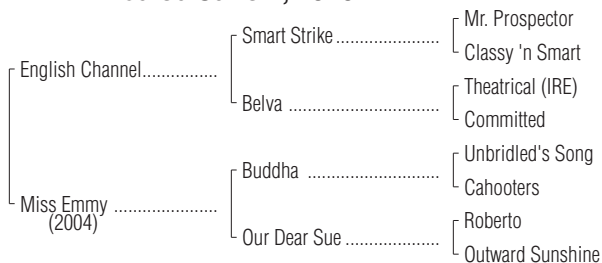 Mr. Prospector
Smart Strike
Classy 'n Smart
English Channel
Theatrical (IRE)
Belva
Committed
Unbridled's Song
Buddha
Cahooters
Miss Emmy
(2004)
Roberto
Our Dear Sue
Outward Sunshine